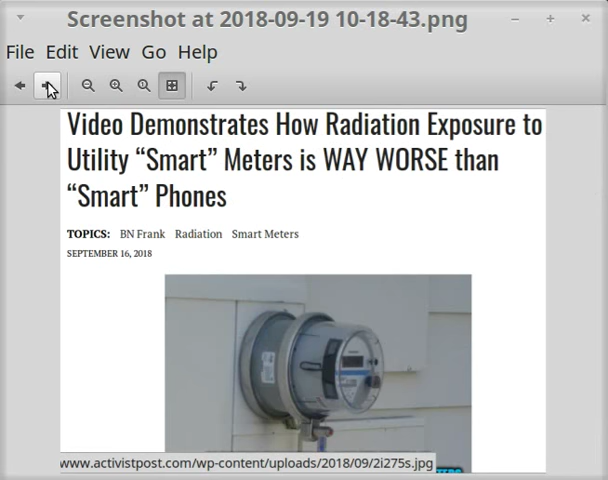 Screenshot at 2018-09-19 10-18-43.png
File Edit View Go Help
Video Demonstrates How Radiation Exposure to
Utility “Smart” Meters is WAY WORSE than
“Smart” Phones
TOPICS: BN Frank Radiation Smart Meters
SEPTEMBER 16, 2018
www.activistpost.com/wp-content/uploads/2018/09/2i275s.jpg